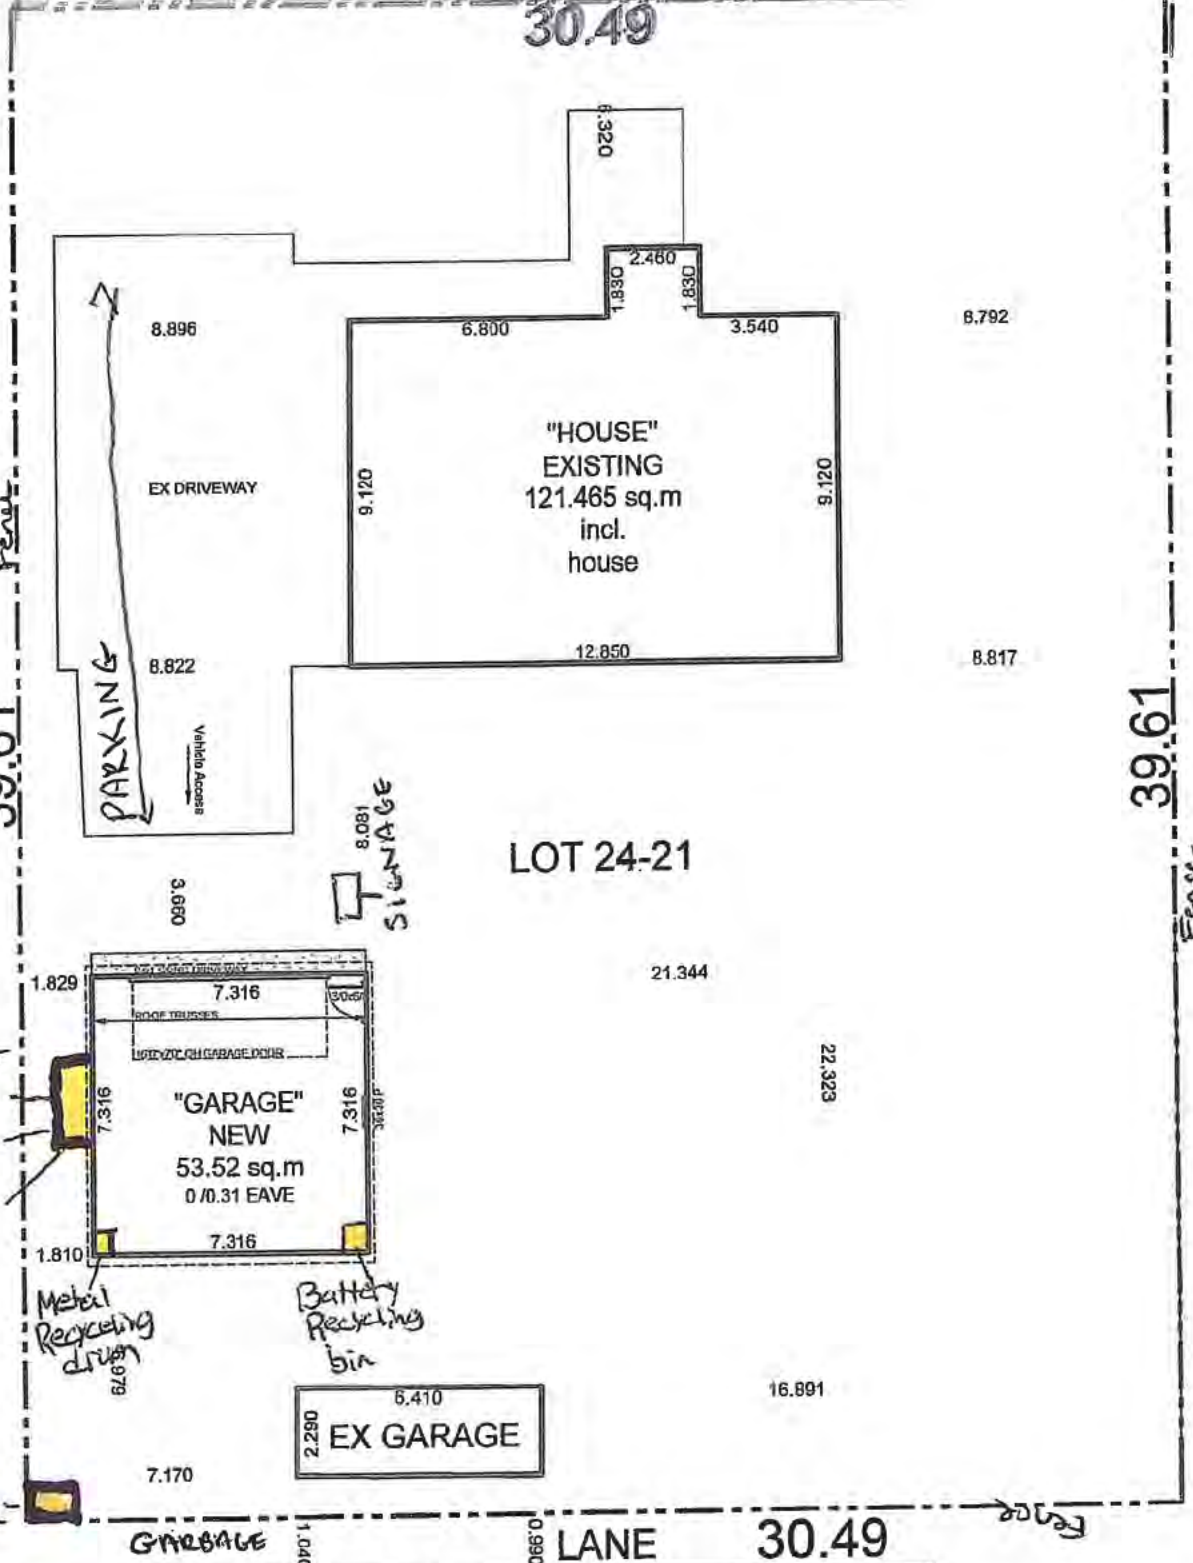 30.49
6.320
2.460
1.830
1.830
6.800
3.540
8.896
8.792
"HOUSE"
EXISTING
121.465 sq.m
incl.
house
9.120
9.120
EX DRIVEWAY
12.850
8.822
8.817
PARKING
Vehicle Access
39.61
8.081
SIGNAGE
LOT 24-21
3.660
1.829
7.316
21.344
ROOF TRUSSES
GARAGE DOOR
22.323
7.316
7.316
"GARAGE"
NEW
53.52 sq.m
0 /0.31 EAVE
1.810
7.316
Metal
Recyceling
drum
Battery
Recycling
bin
6.410
2.290
EX GARAGE
16.891
7.170
GARBAGE
LANE
30.49
Fence